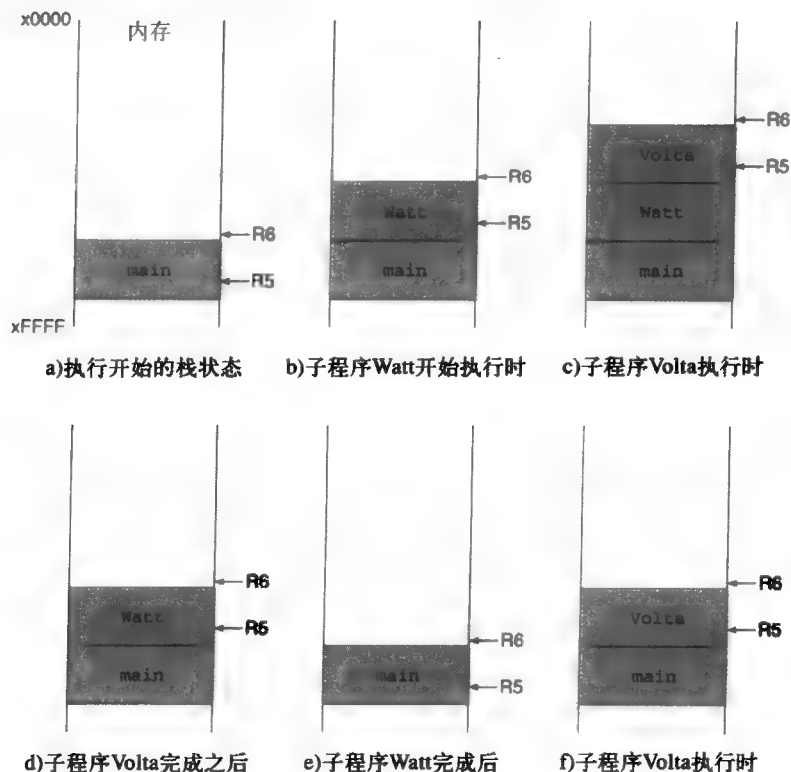 x0000
内存
R6
R5
main
xFFFF
a)执行开始的栈状态
R6
Watt
R5
main
b)子程序Watt开始执行时
R6
Volta
R5
Watt
main
c)子程序Volta执行时
R6
Watt
R5
main
d)子程序Volta完成之后
R6
main
R5
e)子程序Watt完成后
R6
Volta
R5
main
f)子程序Volta执行时